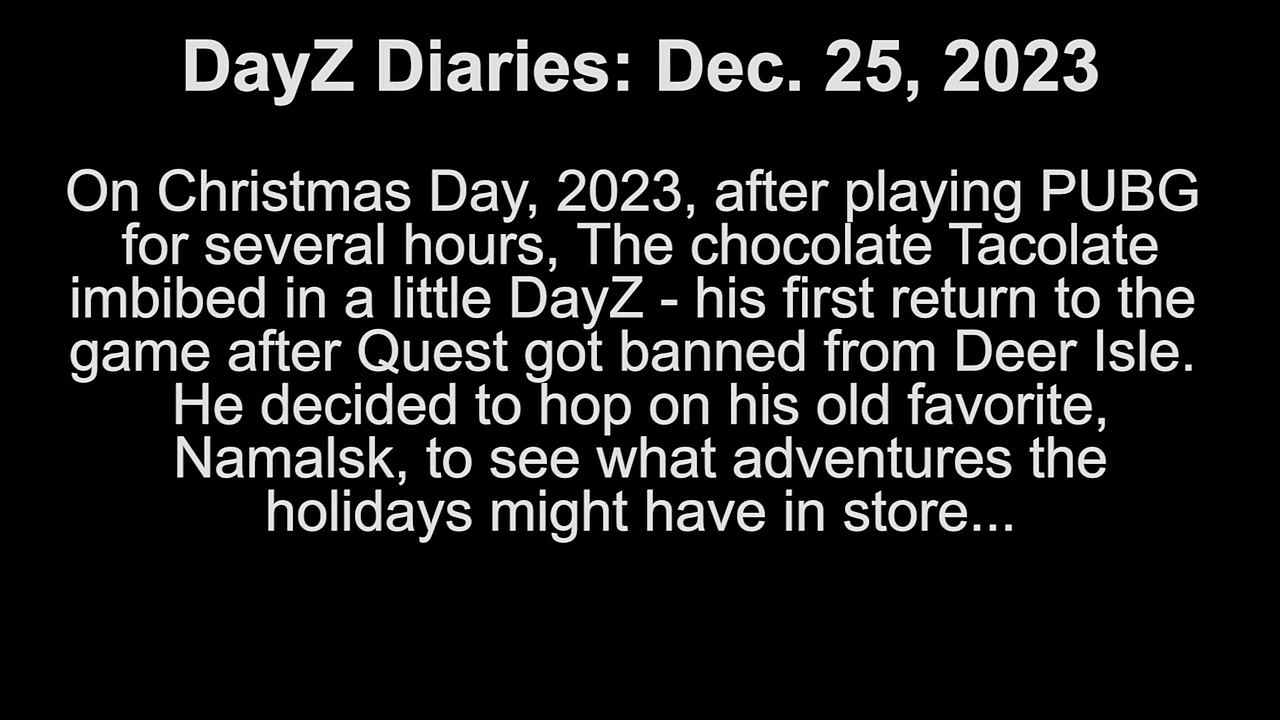 DayZ Diaries: Dec. 25, 2023
On Christmas Day, 2023, after playing PUBG
for several hours, The chocolate Tacolate
imbibed in a little DayZ - his first return to the
game after Quest got banned from Deer Isle.
He decided to hop on his old favorite,
Namalsk, to see what adventures the
holidays might have in store...